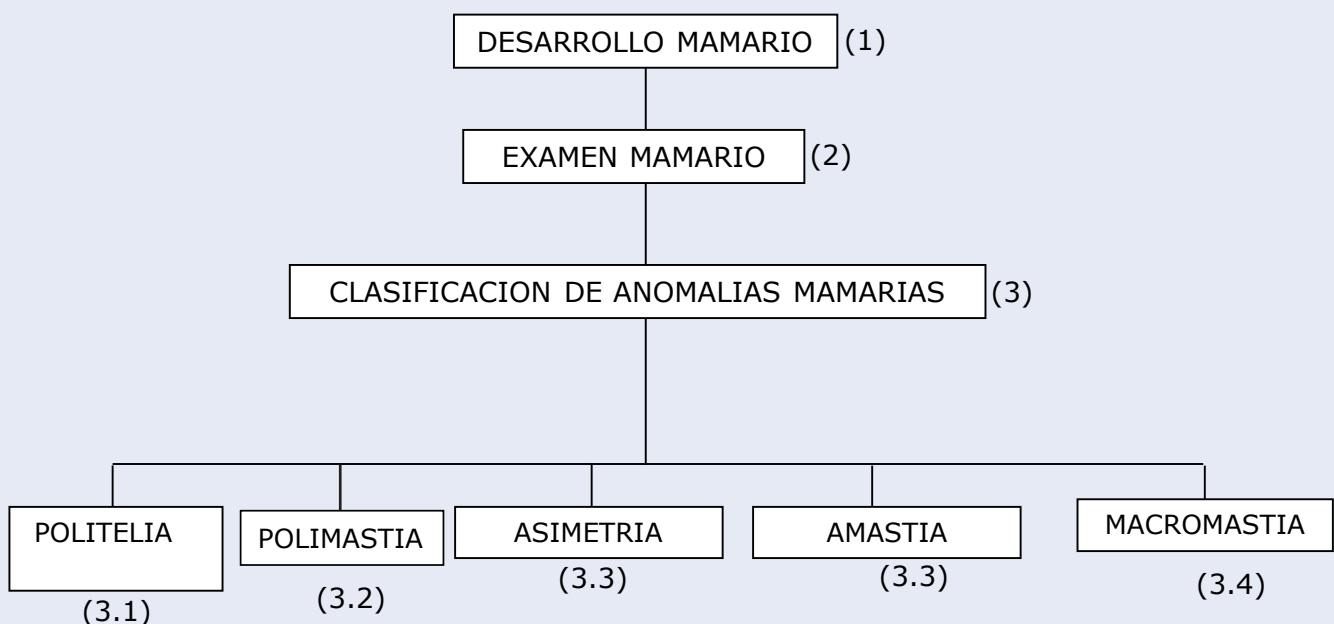 DESARROLLO MAMARIO (1)
EXAMEN MAMARIO (2)
CLASIFICACION DE ANOMALIAS MAMARIAS (3)
POLITELIA
(3.1)
POLIMASTIA
(3.2)
ASIMETRIA
(3.3)
AMASTIA
(3.3)
MACROMASTIA
(3.4)